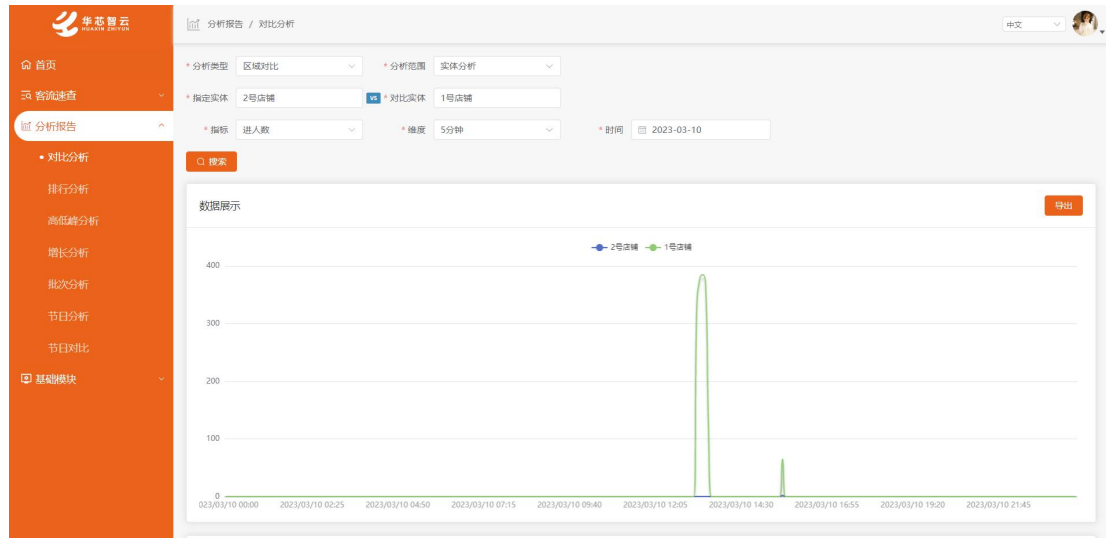 华芯智云
HUAXIN ZHIYUN
分析报告 / 对比分析
中文
首页
客流速查
分析报告
对比分析
排行分析
高低峰分析
增长分析
批次分析
节日分析
节日对比
基础模块
* 分析类型 区域对比 * 分析范围 实体分析
* 指定实体 2号店铺 VS * 对比实体 1号店铺
* 指标 进人数 * 维度 5分钟 * 时间 2023-03-10
搜索
数据展示 导出
2号店铺 1号店铺
400
300
200
100
0
023/03/10 00:00 2023/03/10 02:25 2023/03/10 04:50 2023/03/10 07:15 2023/03/10 09:40 2023/03/10 12:05 2023/03/10 14:30 2023/03/10 16:55 2023/03/10 19:20 2023/03/10 21:45